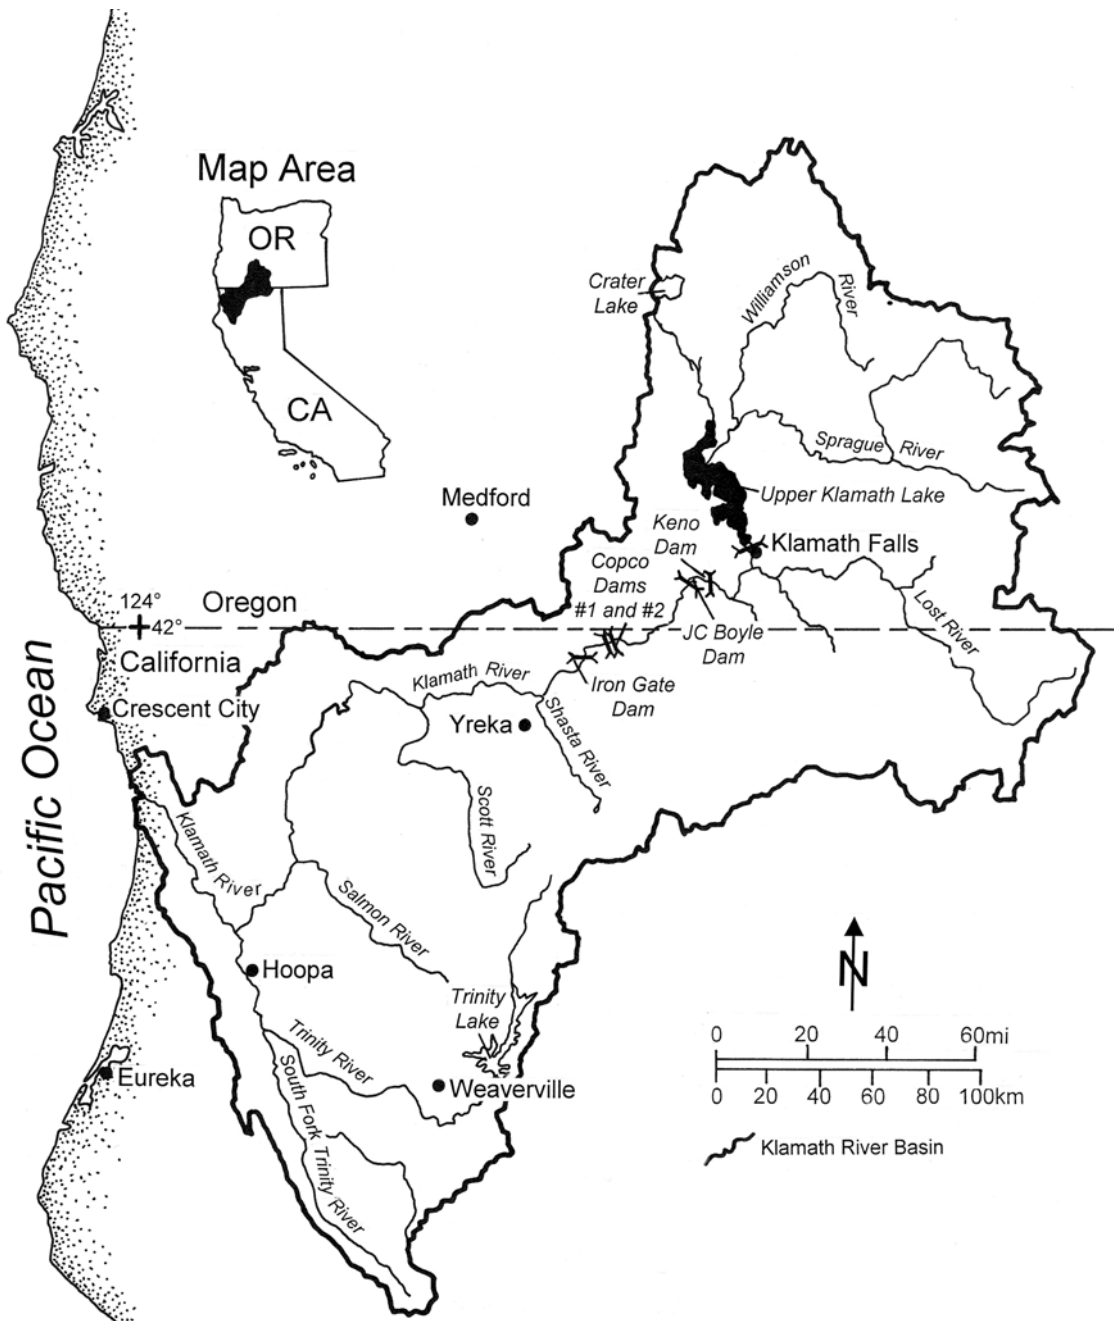 Map Area
OR
CA
Crater
Lake
Williamson
River
Sprague River
Upper Klamath Lake
Medford
Keno
Dam
Klamath Falls
Copco
Dams
#1 and #2
124°
42°
Oregon
California
JC Boyle
Dam
Lost River
Klamath River
Iron Gate
Dam
Crescent City
Yreka
Shasta River
Scott River
Pacific Ocean
Klamath River
Salmon River
Hoopa
Trinity
Lake
Trinity River
South Fork Trinity River
Weaverville
Eureka
N
0 20 40 60mi
0 20 40 60 80 100km
Klamath River Basin